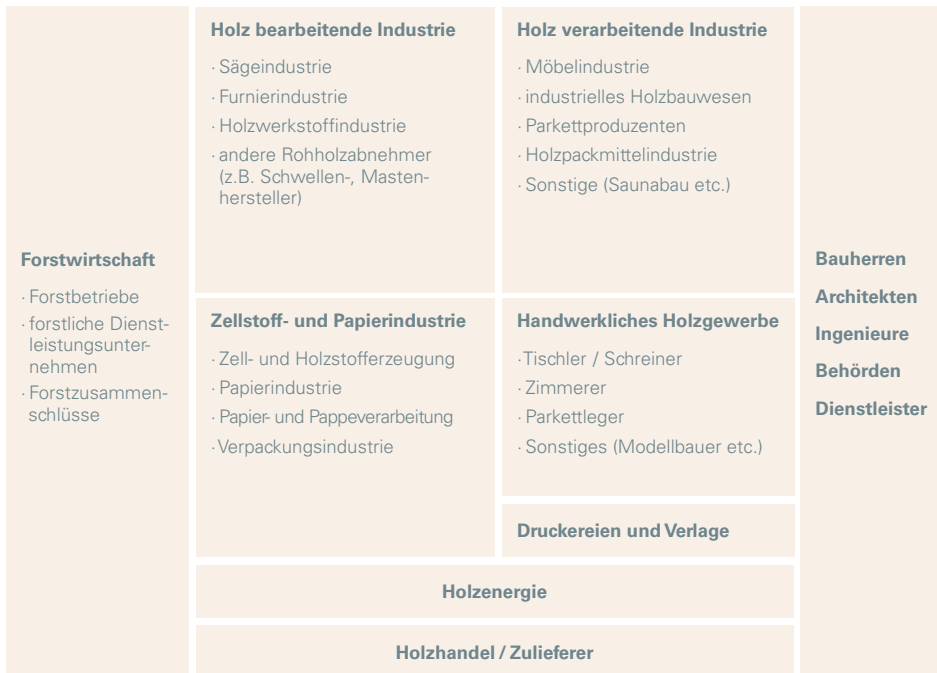 Forstwirtschaft
· Forstbetriebe
· forstliche Dienst-
leistungsunter-
nehmen
· Forstzusammen-
schlüsse
Holz bearbeitende Industrie
· Sägeindustrie
· Furnierindustrie
· Holzwerkstoffindustrie
· andere Rohholzabnehmer
(z.B. Schwellen-, Masten-
hersteller)
Holz verarbeitende Industrie
· Möbelindustrie
· industrielles Holzbauwesen
· Parkettproduzenten
· Holzpackmittelindustrie
· Sonstige (Saunabau etc.)
Zellstoff- und Papierindustrie
· Zell- und Holzstofferzeugung
· Papierindustrie
· Papier- und Pappeverarbeitung
· Verpackungsindustrie
Handwerkliches Holzgewerbe
· Tischler / Schreiner
· Zimmerer
· Parkettleger
· Sonstiges (Modellbauer etc.)
Druckereien und Verlage
Holzenergie
Holzhandel / Zulieferer
Bauherren
Architekten
Ingenieure
Behörden
Dienstleister